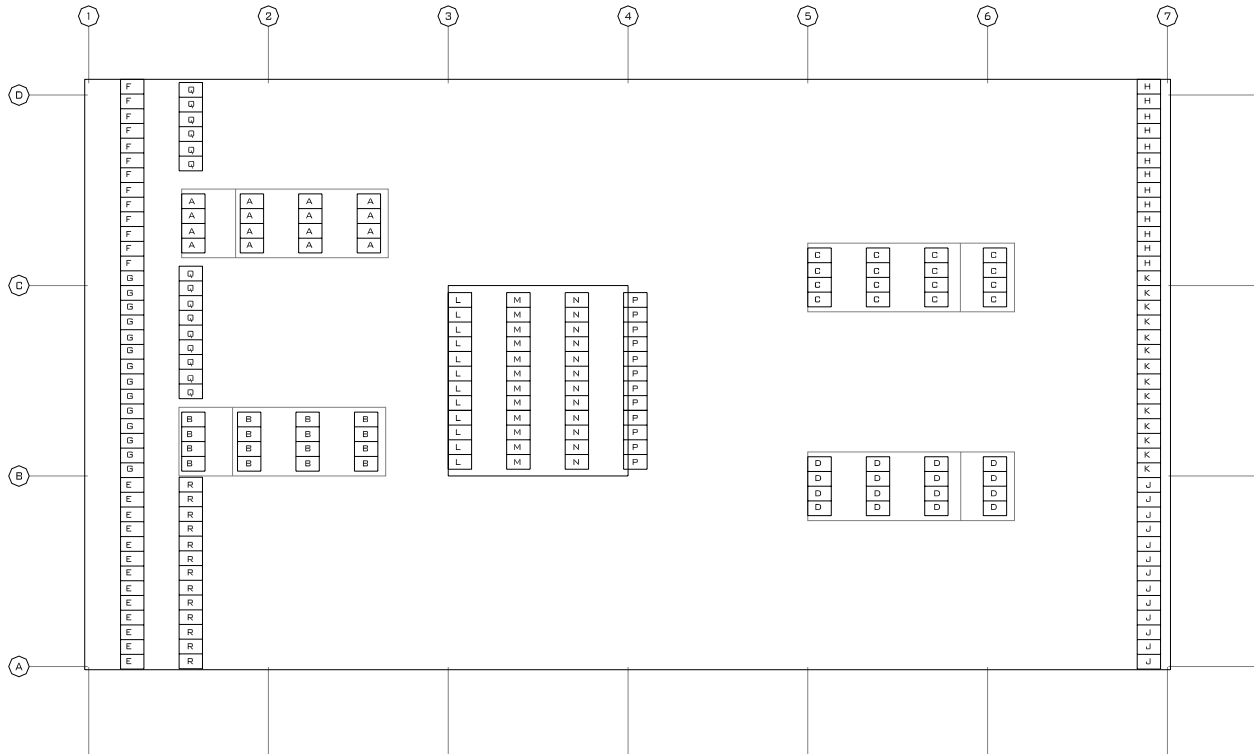 1 2 3 4 5 6 7
F Q H
D
F Q H
F Q H
F Q H
F Q H
F Q H
F H
F H
F A A A A H
F A A A A H
F A A A A H
F A A A A C C C C H
F Q C C C C H
G Q C C C C K
C
G Q L M N P C C C C K
G Q L M N P K
G Q L M N P K
G Q L M N P K
G Q L M N P K
G Q L M N P K
G Q L M N P K
G L M N P K
G B B B B L M N P K
G B B B B L M N P K
G B B B B L M N P K
G B B B B L M N P D D D D K
G D D D D K
B
E R D D D D J
E R D D D D J
E R J
E R J
E R J
E R J
E R J
E R J
E R J
E R J
E R J
E R J
E R J
A